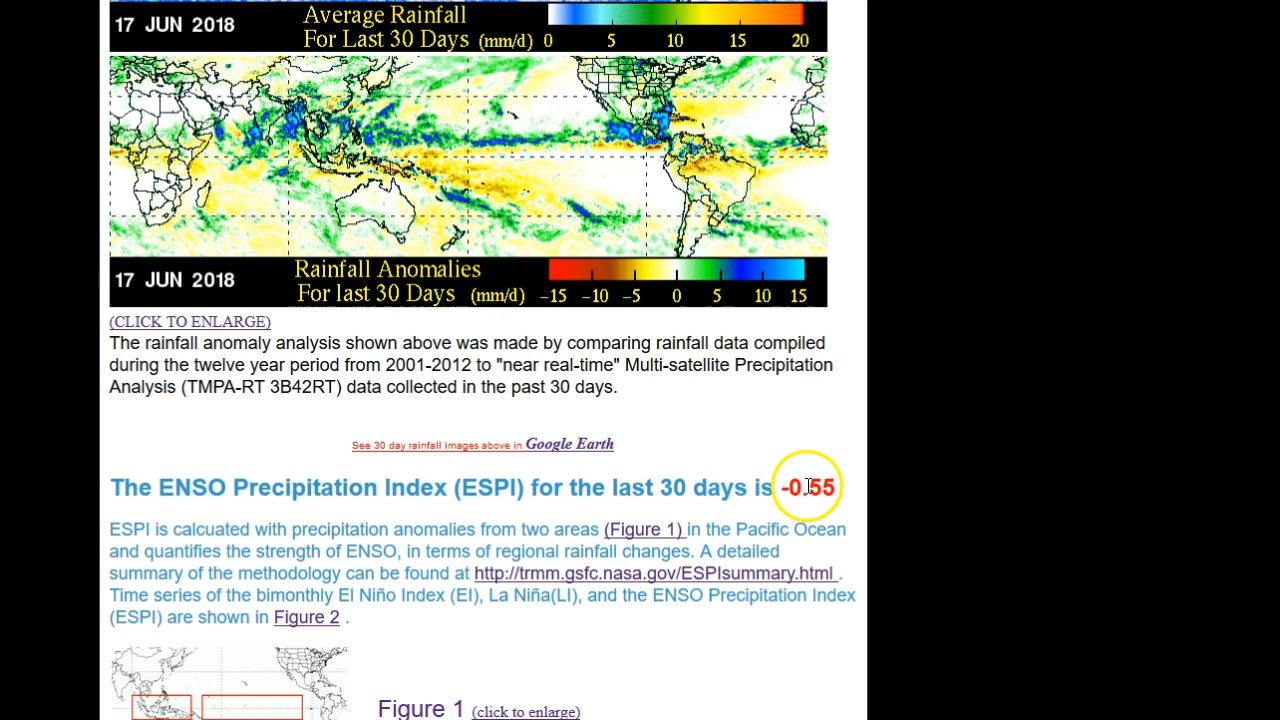 17 JUN 2018
Average Rainfall
For Last 30 Days (mm/d) 0 5 10 15 20
17 JUN 2018
Rainfall Anomalies
For last 30 Days (mm/d) −15 −10 −5 0 5 10 15
(CLICK TO ENLARGE)
The rainfall anomaly analysis shown above was made by comparing rainfall data compiled
during the twelve year period from 2001-2012 to "near real-time" Multi-satellite Precipitation
Analysis (TMPA-RT 3B42RT) data collected in the past 30 days.
See 30 day rainfall images above in Google Earth
The ENSO Precipitation Index (ESPI) for the last 30 days is -0.55
ESPI is calcuated with precipitation anomalies from two areas (Figure 1) in the Pacific Ocean
and quantifies the strength of ENSO, in terms of regional rainfall changes. A detailed
summary of the methodology can be found at http://trmm.gsfc.nasa.gov/ESPIsummary.html .
Time series of the bimonthly El Niño Index (EI), La Niña(LI), and the ENSO Precipitation Index
(ESPI) are shown in Figure 2 .
Figure 1 (click to enlarge)